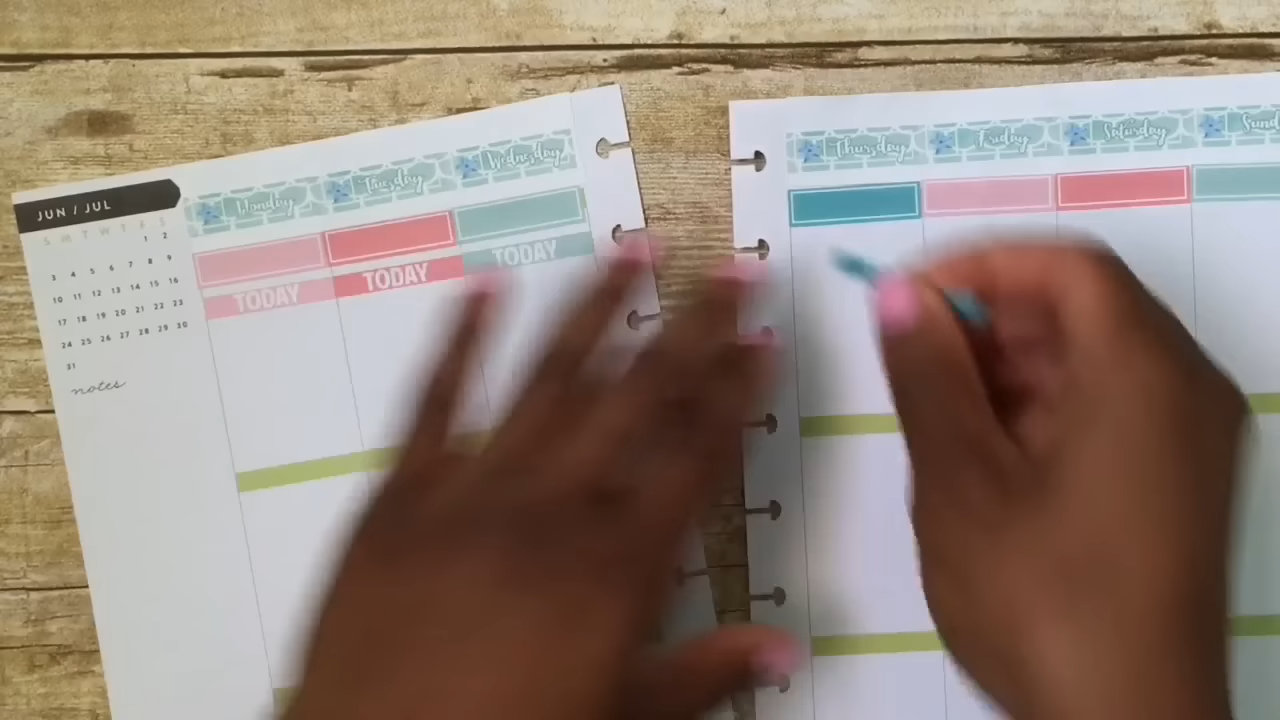 JUN / JUL
S M T W T F S
1 2
3 4 5 6 7 8 9
10 11 12 13 14 15 16
17 18 19 20 21 22 23
24 25 26 27 28 29 30
31
notes
Monday Tuesday Wednesday
TODAY TODAY TODAY
Thursday Friday Saturday